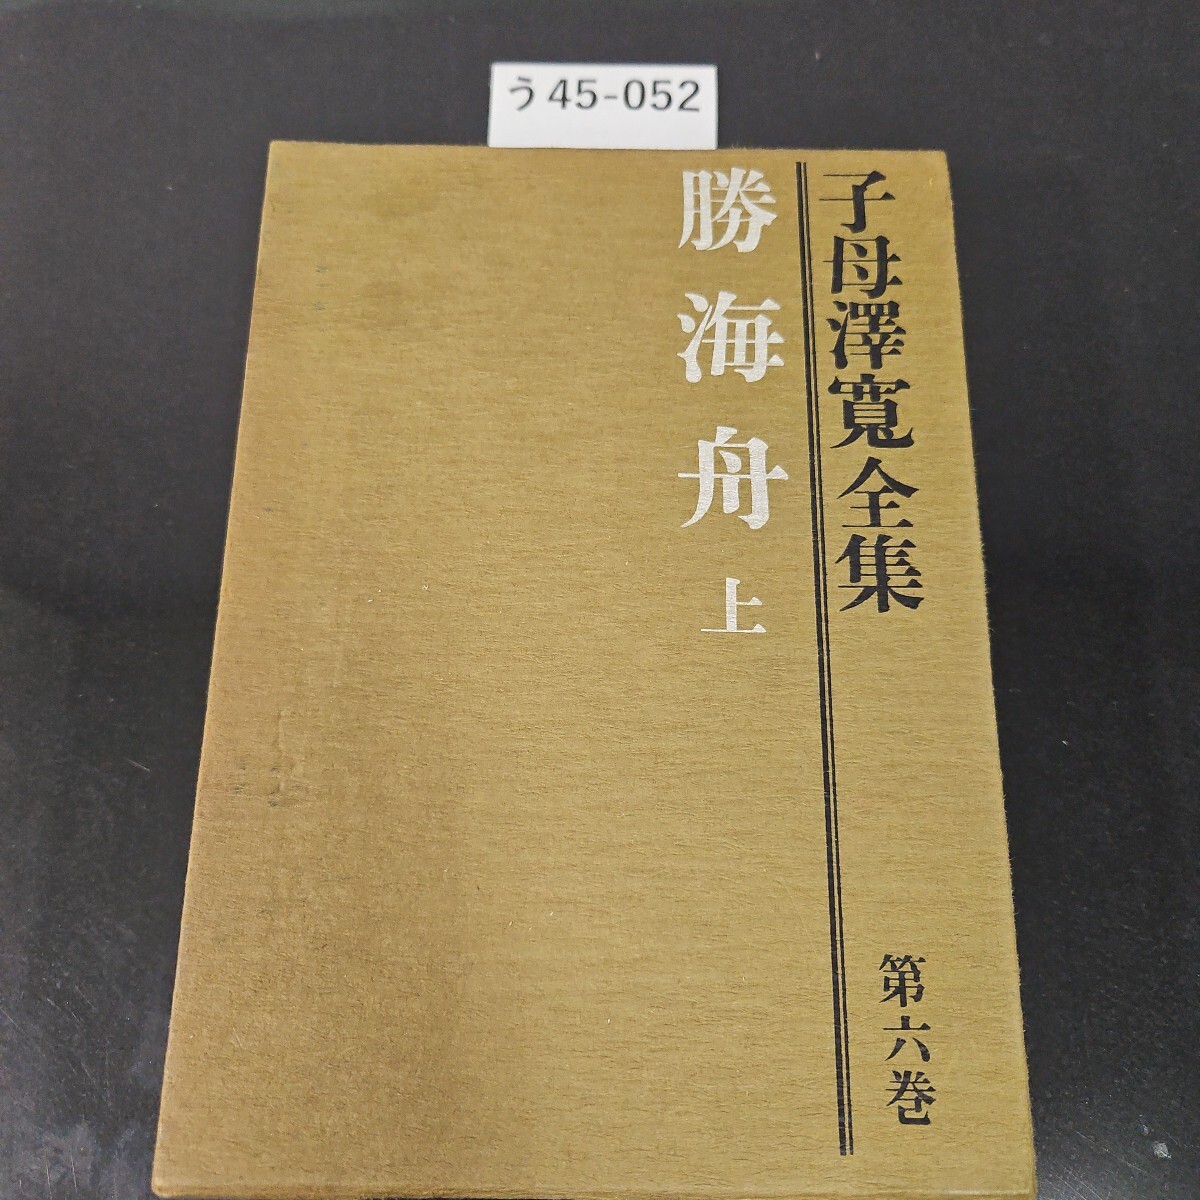 う45-052
子母澤寛全集
第六巻
勝海舟 上